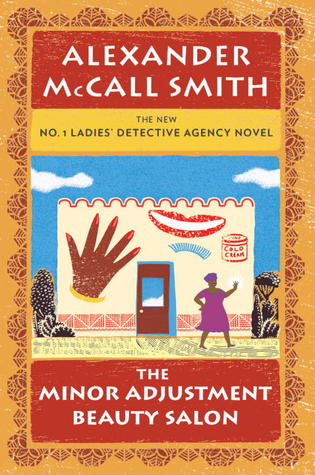 ALEXANDER
McCALL SMITH
THE NEW
NO. 1 LADIES' DETECTIVE AGENCY NOVEL
COLD
CREAM
THE
MINOR ADJUSTMENT
BEAUTY SALON